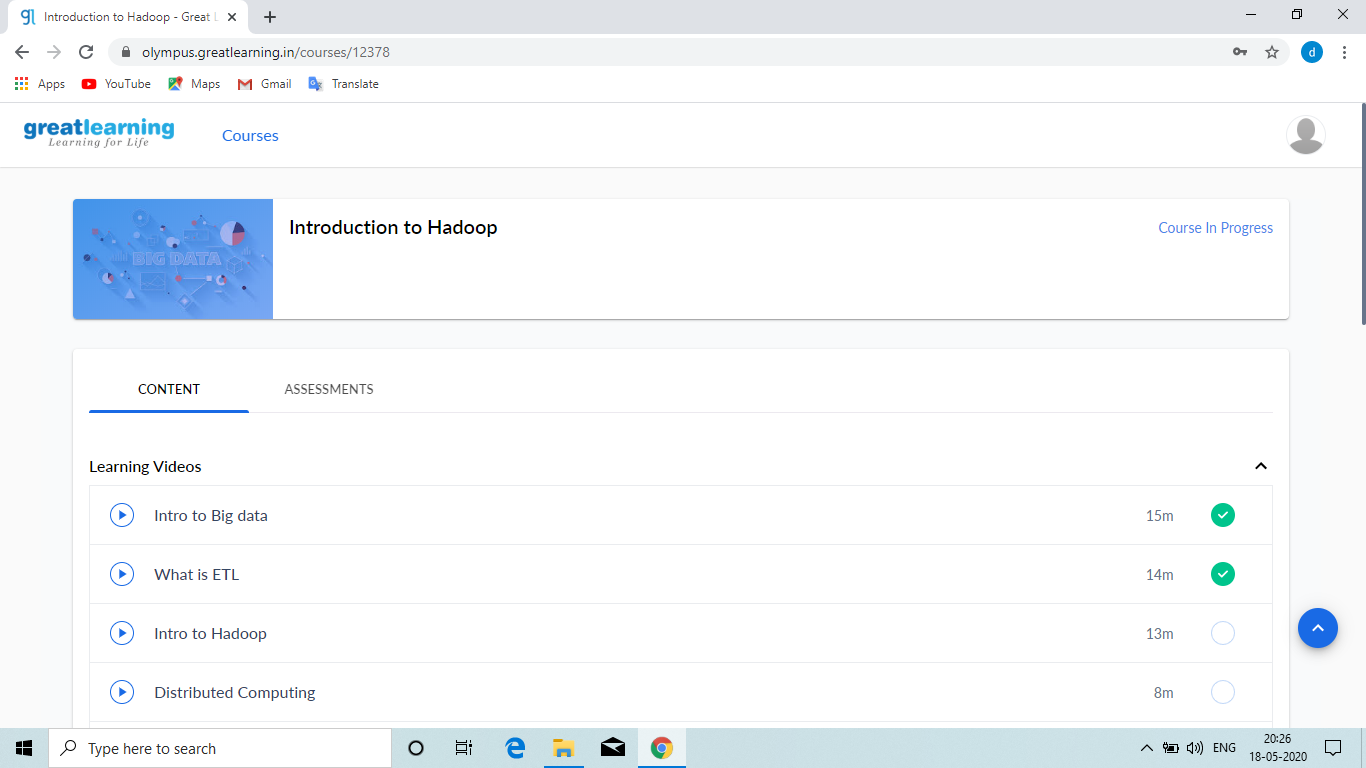 Introduction to Hadoop - Great L
olympus.greatlearning.in/courses/12378
d
Apps YouTube Maps Gmail Translate
greatlearning
Learning for Life
Courses
BIG DATA
Introduction to Hadoop
Course In Progress
CONTENT ASSESSMENTS
Learning Videos
Intro to Big data 15m
What is ETL 14m
Intro to Hadoop 13m
Distributed Computing 8m
Type here to search
ENG
20:26
18-05-2020